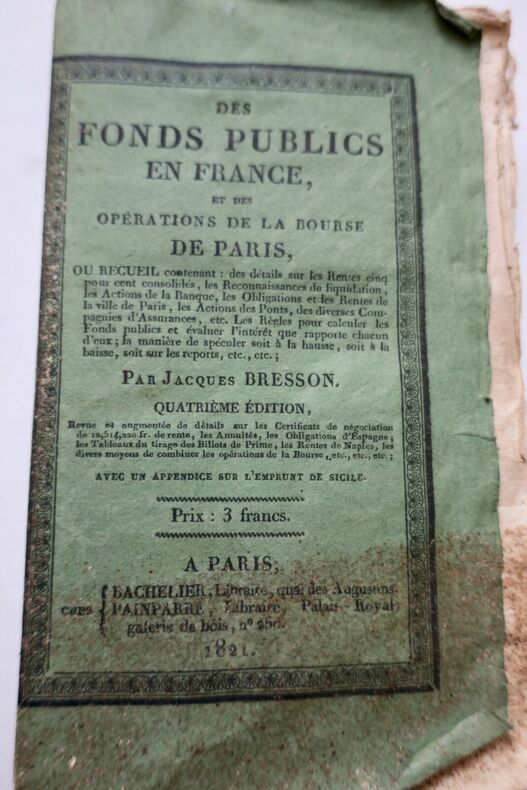 DES
FONDS PUBLICS
EN FRANCE,
ET DES
OPÉRATIONS DE LA BOURSE
DE PARIS,
OU RECUEIL contenant : des détails sur les Rentes cinq
pour cent consolidés, les Reconnaissances de liquidation,
les Actions de la Banque, les Obligations et les Rentes de
la ville de Paris, les Actions des Ponts, des diverses Com-
pagnies d'Assurances, etc. Les Règles pour calculer les
Fonds publics et évaluer l'intérêt que rapporte chacun
d'eux ; la manière de spéculer soit à la hausse, soit à la
baisse, soit sur les reports, etc., etc. ;
PAR JACQUES BRESSON.
QUATRIÈME ÉDITION,
Revue et augmentée de détails sur les Certificats de négociation
de 12,514,220 fr. de rente, les Annuités, les Obligations d'Espagne ;
les Tableaux du tirage des Billots de Prime, les Rentes de Naples, les
divers moyens de combiner les opérations de la Bourse, etc., etc., etc. ;
AVEC UN APPENDICE SUR L'EMPRUNT DE SICILE.
Prix : 3 francs.
A PARIS,
CHEZ { BACHELIER, Libraire, quai des Augustins.
PAINPARRÉ, Libraire, Palais-Royal,
galerie de bois, n° 250.
1821.